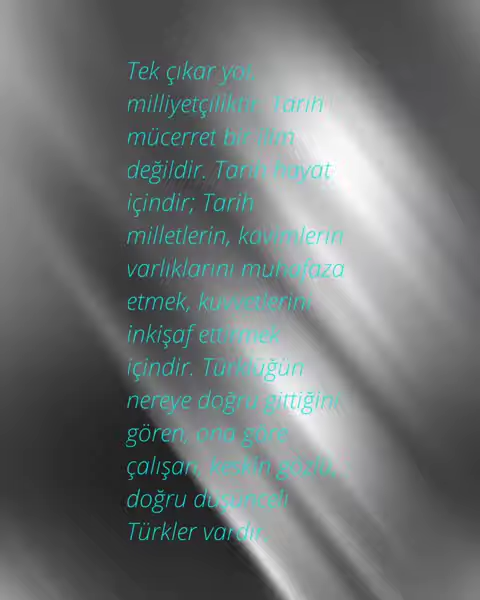 Tek çıkar yol,
milliyetçiliktir. Tarih
mücerret bir ilim
değildir. Tarih hayat
içindir; Tarih
milletlerin, kavimlerin
varlıklarını muhafaza
etmek, kuvvetlerini
inkişaf ettirmek
içindir. Türklüğün
nereye doğru gittiğini
gören, ona göre
çalışan, keskin gözlü,
doğru düşünceli
Türkler vardır.